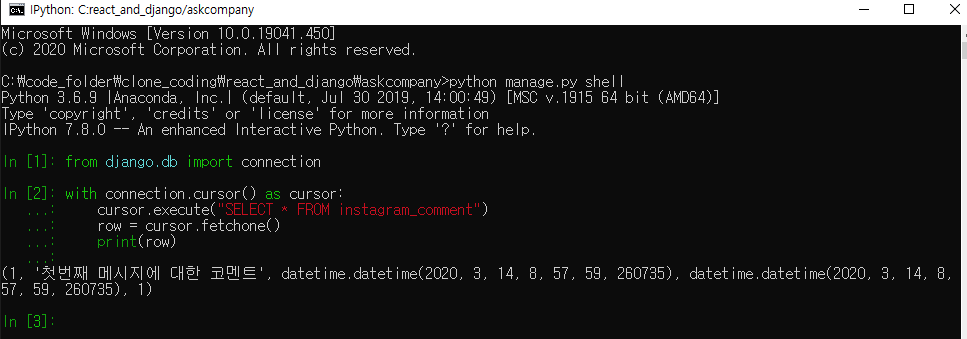 IPython: C:react_and_django/askcompany
Microsoft Windows [Version 10.0.19041.450]
(c) 2020 Microsoft Corporation. All rights reserved.
C:₩code_folder₩clone_coding₩react_and_django₩askcompany>python manage.py shell
Python 3.6.9 |Anaconda, Inc.| (default, Jul 30 2019, 14:00:49) [MSC v.1915 64 bit (AMD64)]
Type 'copyright', 'credits' or 'license' for more information
IPython 7.8.0 -- An enhanced Interactive Python. Type '?' for help.
In [1]: from django.db import connection
In [2]: with connection.cursor() as cursor:
   ...:     cursor.execute("SELECT * FROM instagram_comment")
   ...:     row = cursor.fetchone()
   ...:     print(row)
   ...:
(1, '첫번째 메시지에 대한 코멘트', datetime.datetime(2020, 3, 14, 8, 57, 59, 260735), datetime.datetime(2020, 3, 14, 8,
57, 59, 260735), 1)
In [3]: